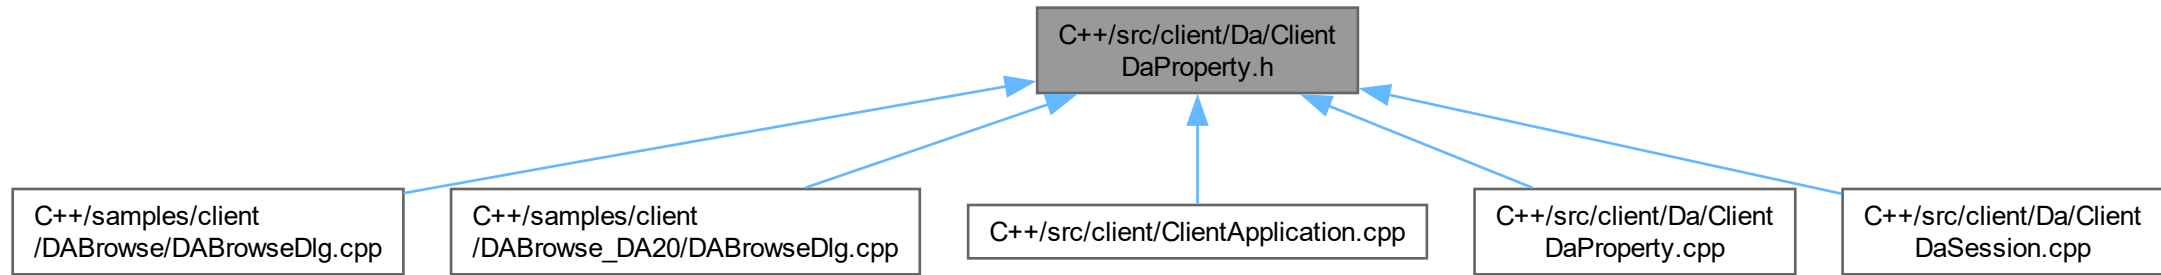 C++/src/client/Da/Client
DaProperty.h
C++/samples/client
/DABrowse/DABrowseDlg.cpp
C++/samples/client
/DABrowse_DA20/DABrowseDlg.cpp
C++/src/client/ClientApplication.cpp
C++/src/client/Da/Client
DaProperty.cpp
C++/src/client/Da/Client
DaSession.cpp